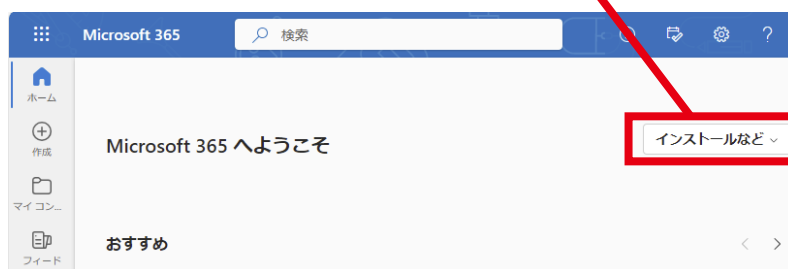 Microsoft 365
検索
ホーム
作成
マイ コン...
フィード
Microsoft 365 へようこそ
インストールなど
おすすめ